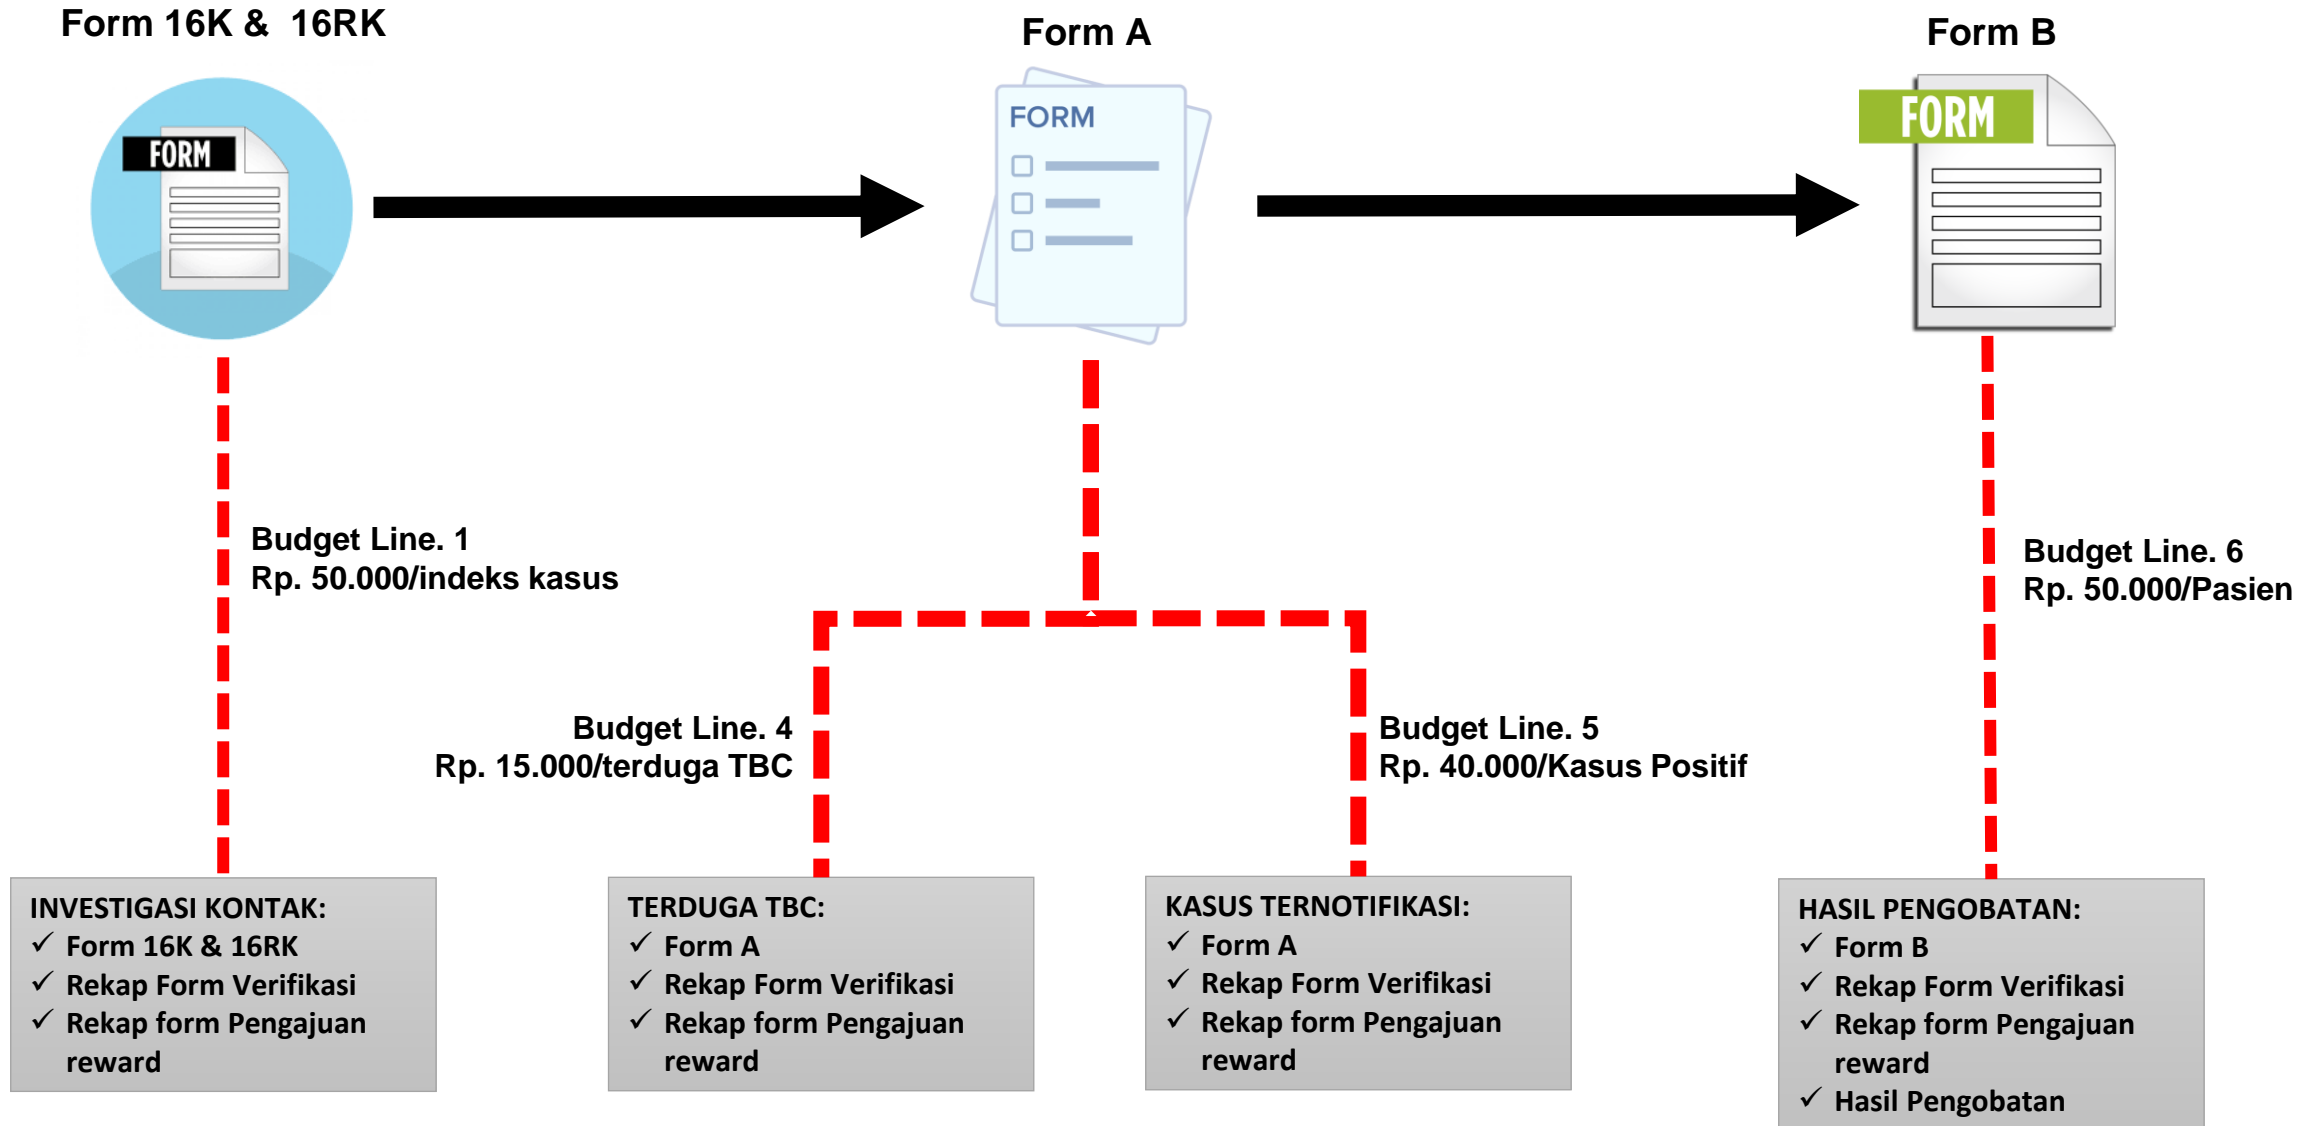 Form 16K & 16RK
Form A
Form B
FORM
FORM
FORM
Budget Line. 1
Rp. 50.000/indeks kasus
Budget Line. 4
Rp. 15.000/terduga TBC
Budget Line. 5
Rp. 40.000/Kasus Positif
Budget Line. 6
Rp. 50.000/Pasien
INVESTIGASI KONTAK:
✓ Form 16K & 16RK
✓ Rekap Form Verifikasi
✓ Rekap form Pengajuan
reward
TERDUGA TBC:
✓ Form A
✓ Rekap Form Verifikasi
✓ Rekap form Pengajuan
reward
KASUS TERNOTIFIKASI:
✓ Form A
✓ Rekap Form Verifikasi
✓ Rekap form Pengajuan
reward
HASIL PENGOBATAN:
✓ Form B
✓ Rekap Form Verifikasi
✓ Rekap form Pengajuan
reward
✓ Hasil Pengobatan